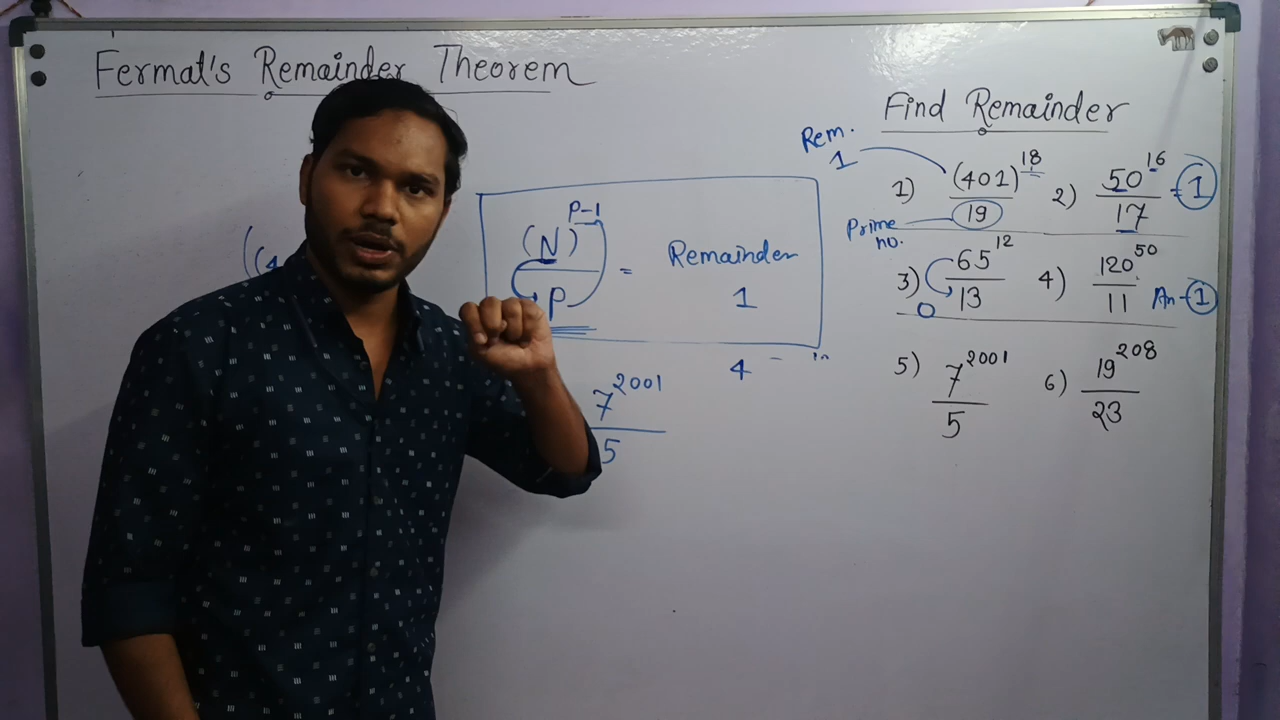 Fermat's Remainder Theorem
((4
(N)^{P-1}
P
= Remainder
1
7^{2001}
5
4 - in
Find Remainder
Rem.
1
1) (401)^{18}
19
Prime
no.
2) 50^{16}
17
- 1
3) 65^{12}
13
0
4) 120^{50}
11
An - 1
5) 7^{2001}
5
6) 19^{208}
23